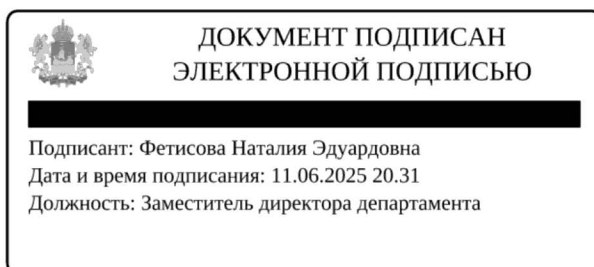 ДОКУМЕНТ ПОДПИСАН
ЭЛЕКТРОННОЙ ПОДПИСЬЮ
Подписант: Фетисова Наталия Эдуардовна
Дата и время подписания: 11.06.2025 20.31
Должность: Заместитель директора департамента